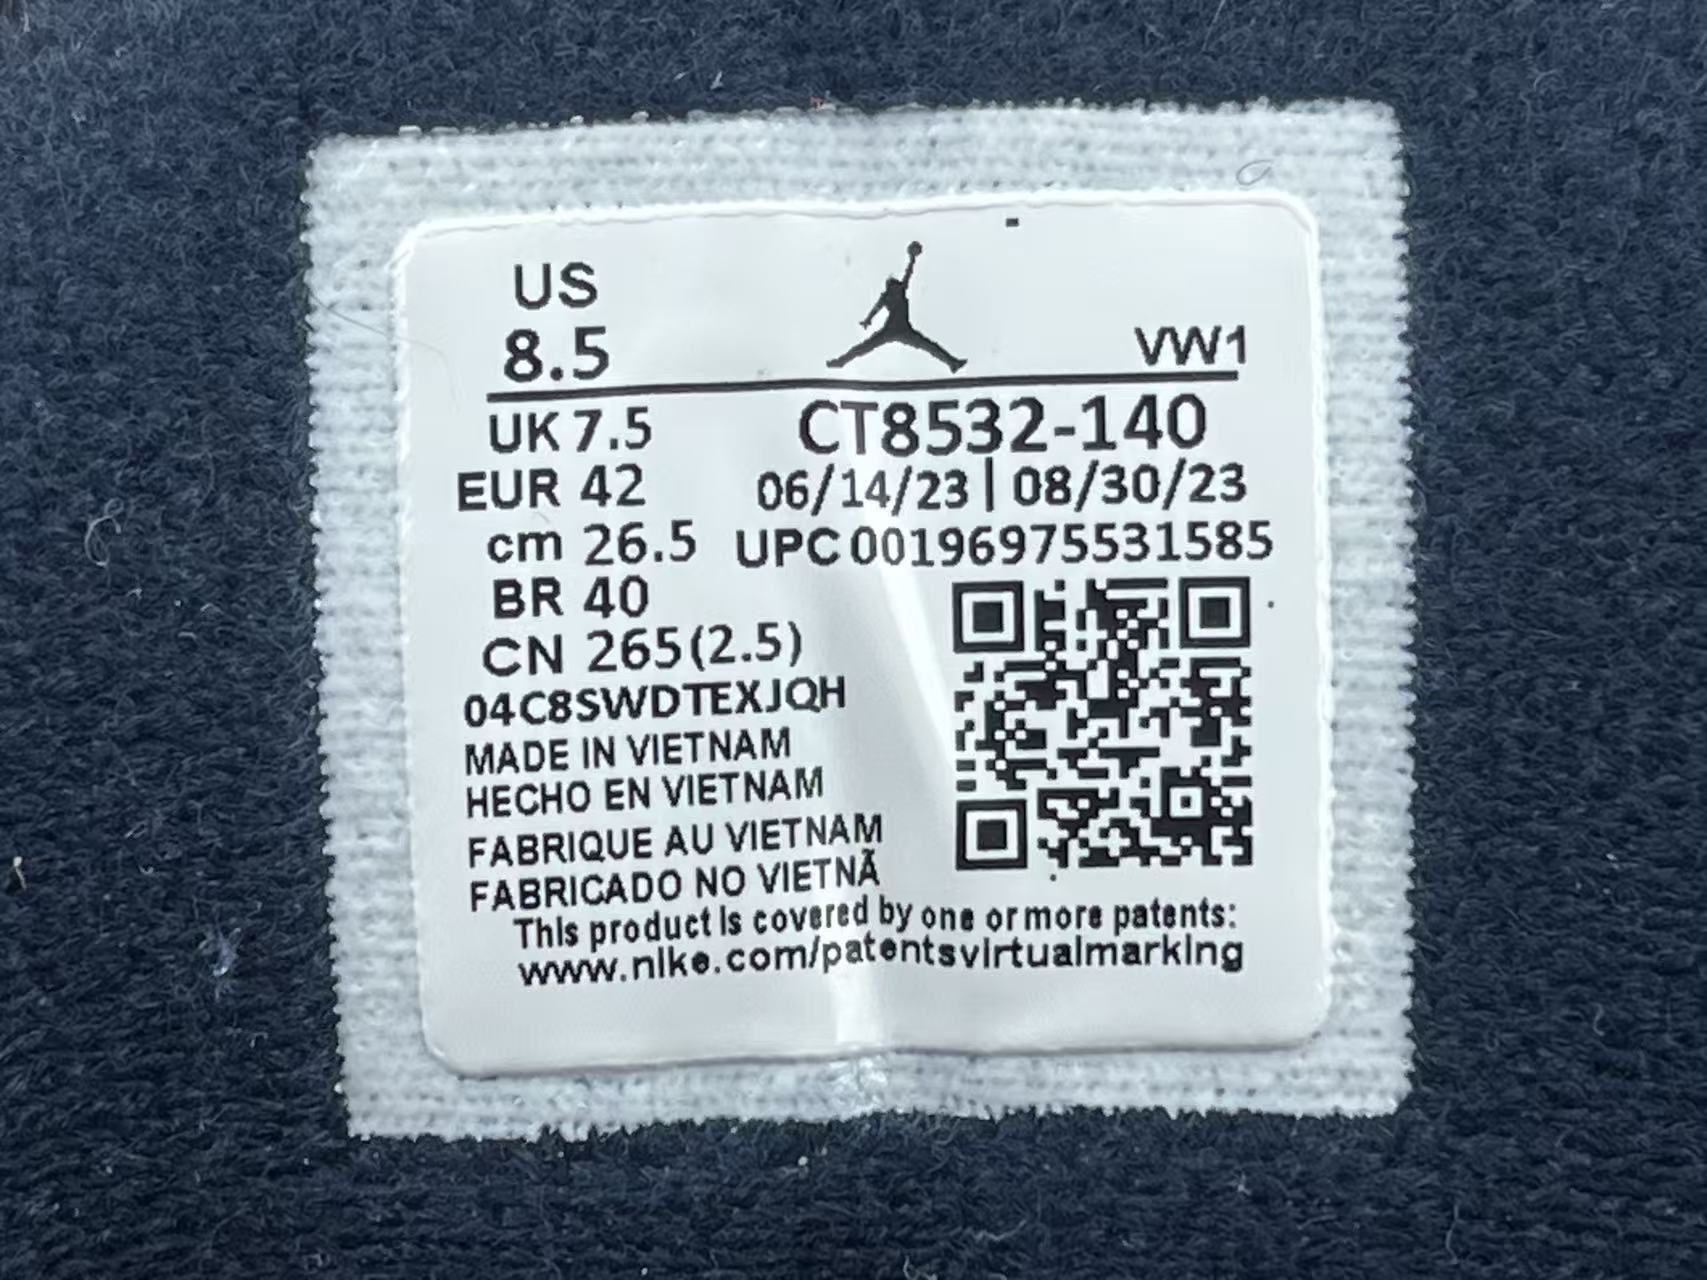 US
8.5
VW1
UK 7.5
CT8532-140
EUR 42
06/14/23 | 08/30/23
cm 26.5
UPC 00196975531585
BR 40
CN 265(2.5)
04C8SWDTEXJQH
MADE IN VIETNAM
HECHO EN VIETNAM
FABRIQUE AU VIETNAM
FABRICADO NO VIETNÃ
This product is covered by one or more patents:
www.nike.com/patentsvirtualmarking